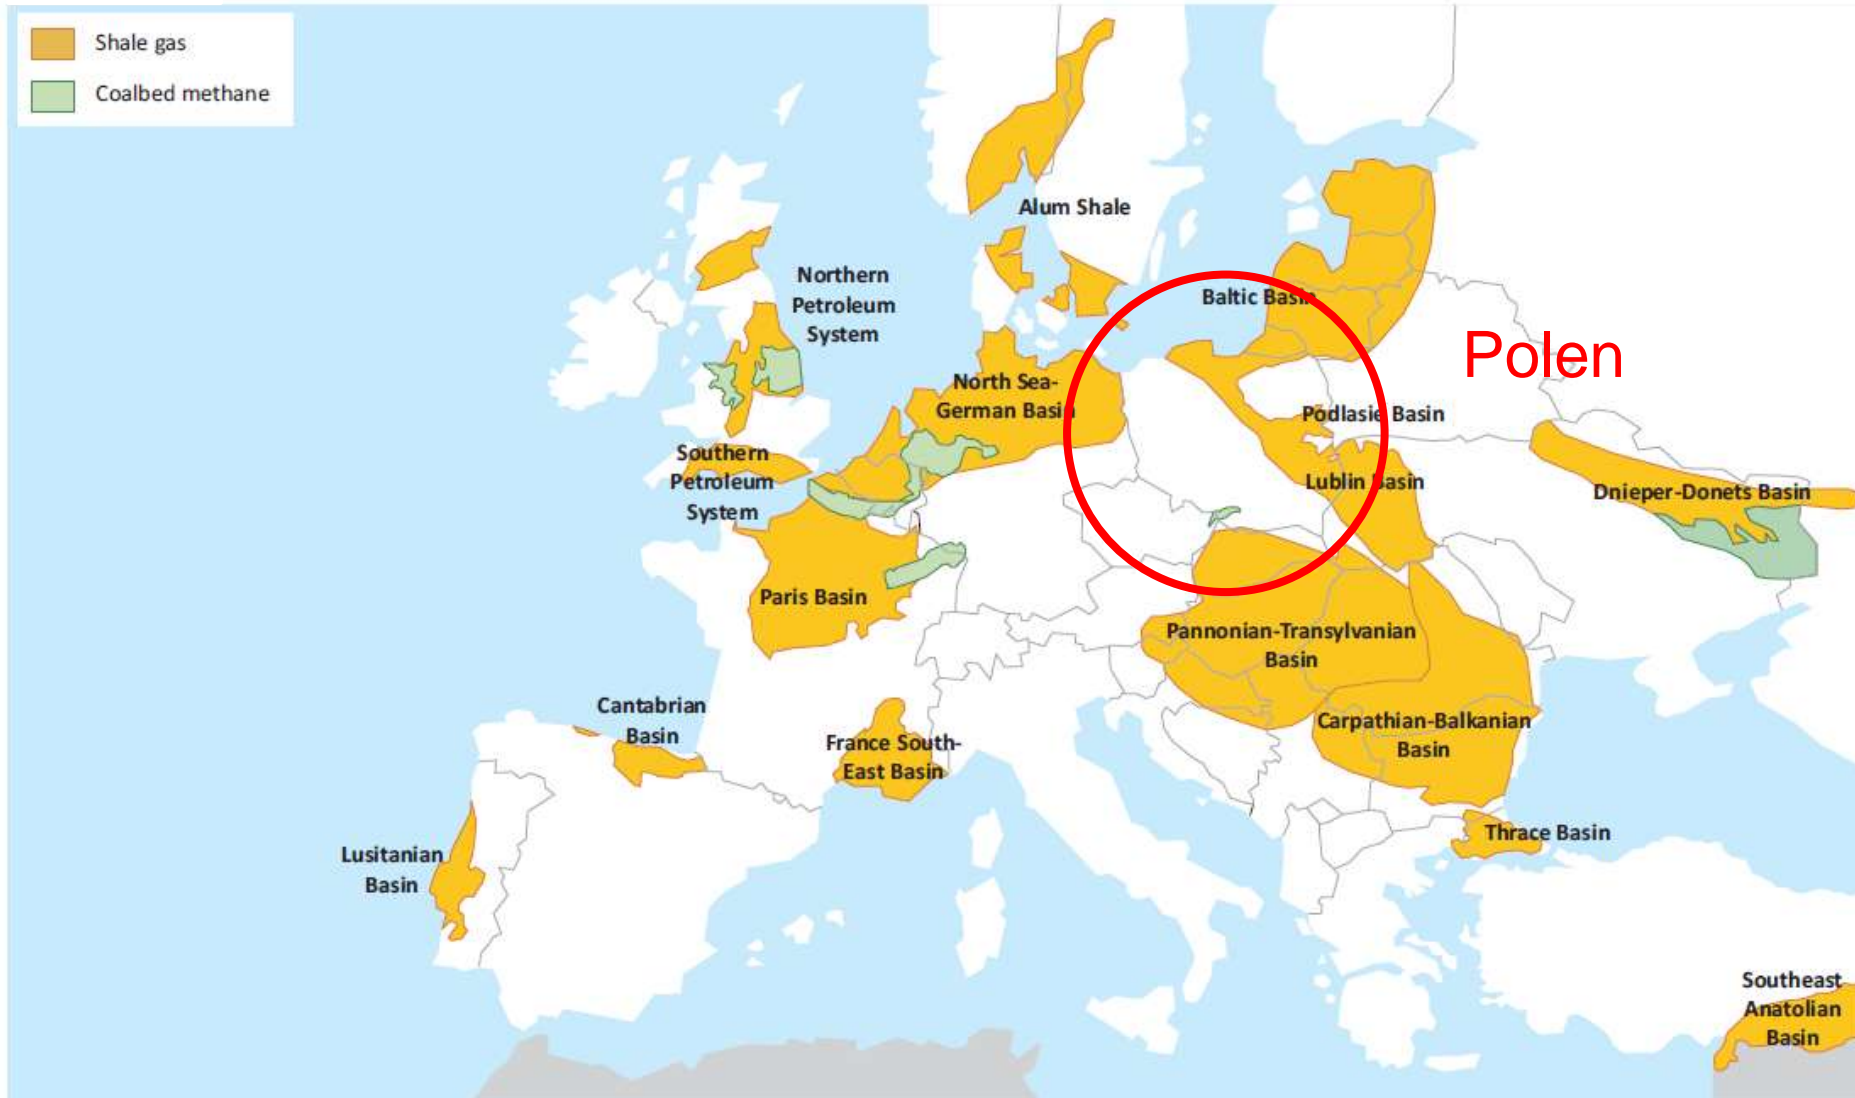 Shale gas
Coalbed methane
Alum Shale
Northern
Petroleum
System
Baltic Basin
Polen
North Sea-
German Basin
Podlasie Basin
Southern
Petroleum
System
Lublin Basin
Dnieper-Donets Basin
Paris Basin
Pannonian-Transylvanian
Basin
Cantabrian
Basin
France South-
East Basin
Carpathian-Balkanian
Basin
Thrace Basin
Lusitanian
Basin
Southeast
Anatolian
Basin